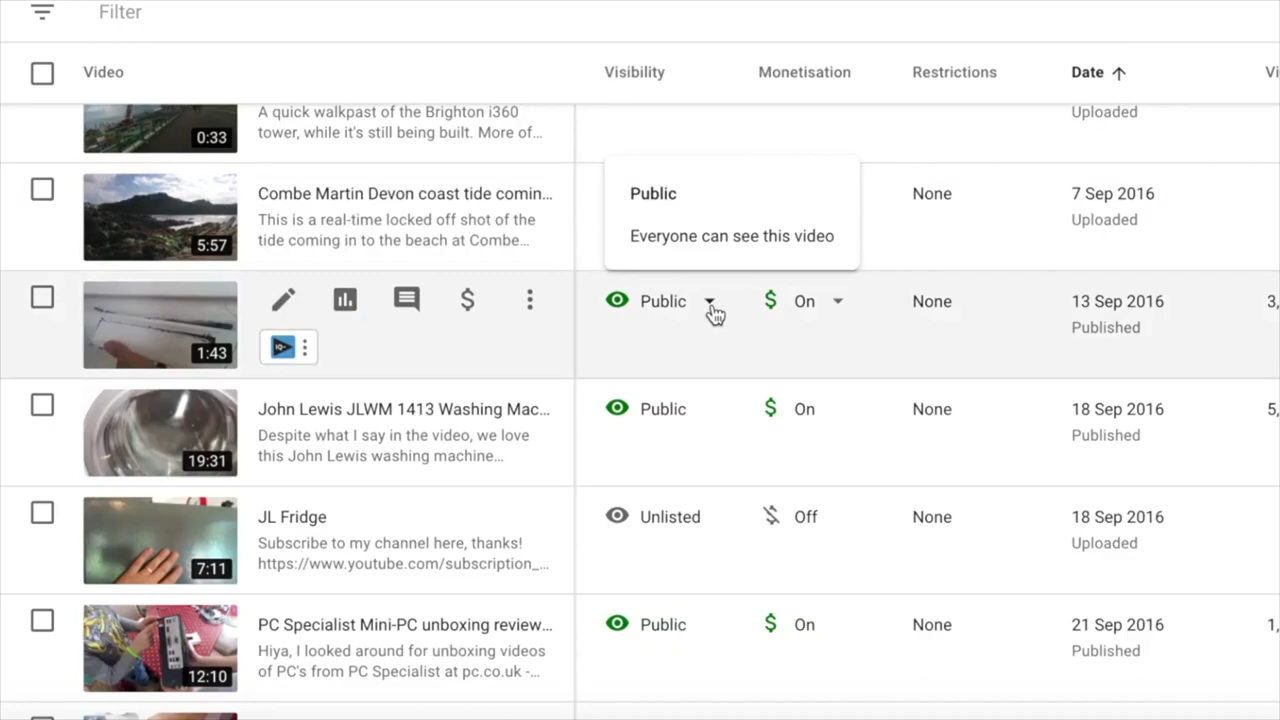 Filter
Video Visibility Monetisation Restrictions Date Vi
A quick walkpast of the Brighton i360
tower, while it's still being built. More of…
0:33
Uploaded
Combe Martin Devon coast tide comin…
This is a real-time locked off shot of the
tide coming in to the beach at Combe…
5:57
Public
Everyone can see this video
None
7 Sep 2016
Uploaded
1:43
IQ
Public
On
None
13 Sep 2016
Published
3,
John Lewis JLWM 1413 Washing Mac…
Despite what I say in the video, we love
this John Lewis washing machine…
19:31
Public
On
None
18 Sep 2016
Published
5,
JL Fridge
Subscribe to my channel here, thanks!
https://www.youtube.com/subscription_…
7:11
Unlisted
Off
None
18 Sep 2016
Uploaded
PC Specialist Mini-PC unboxing review…
Hiya, I looked around for unboxing videos
of PC's from PC Specialist at pc.co.uk -…
12:10
Public
On
None
21 Sep 2016
Published
1,